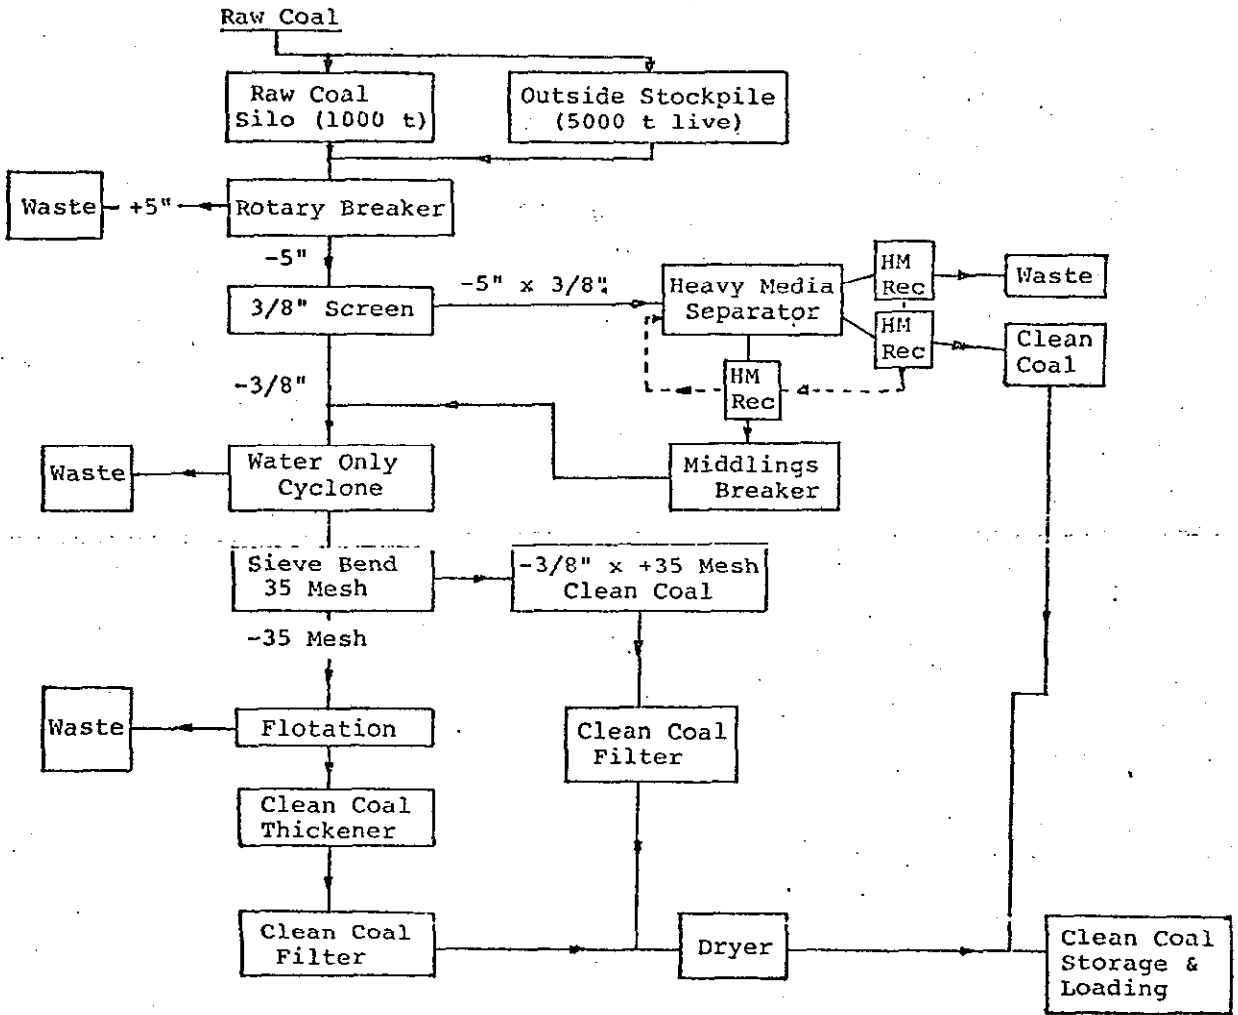 Raw Coal
Raw Coal
Silo (1000 t)
Outside Stockpile
(5000 t live)
Waste
+5"
Rotary Breaker
-5"
3/8" Screen
-5" x 3/8"
Heavy Media
Separator
HM
Rec
Waste
HM
Rec
Clean
Coal
HM
Rec
-3/8"
Waste
Water Only
Cyclone
Middlings
Breaker
Sieve Bend
35 Mesh
-3/8" x +35 Mesh
Clean Coal
-35 Mesh
Waste
Flotation
Clean Coal
Filter
Clean Coal
Thickener
Clean Coal
Filter
Dryer
Clean Coal
Storage &
Loading